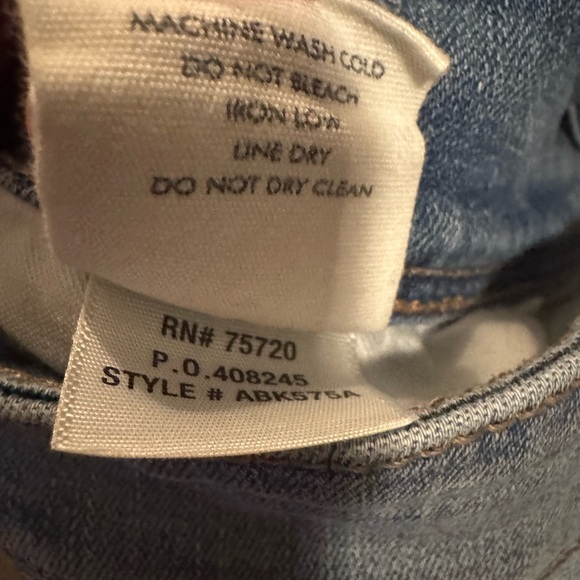 MACHINE WASH COLD
DO NOT BLEACH
IRON LOW
LINE DRY
DO NOT DRY CLEAN
RN# 75720
P.O.408245
STYLE # ABK575A